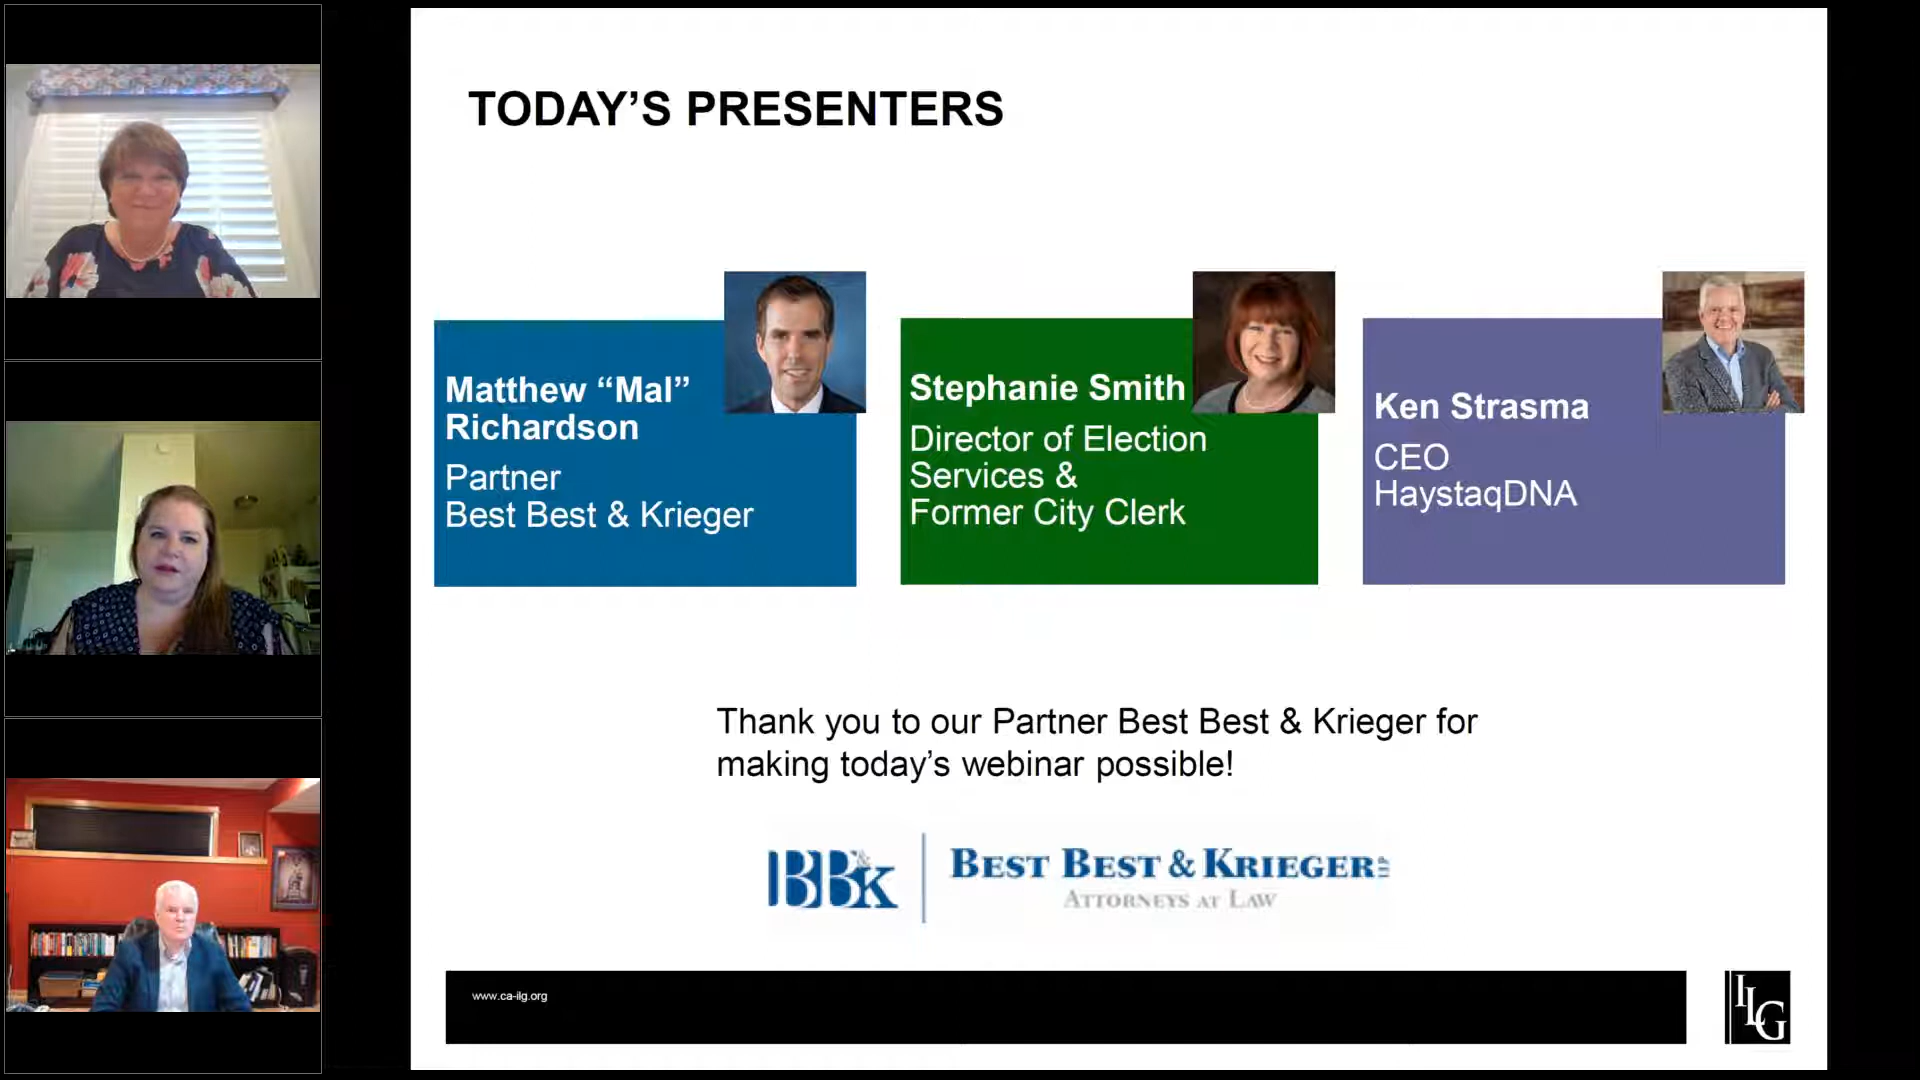 TODAY’S PRESENTERS
Matthew “Mal”
Richardson
Partner
Best Best & Krieger
Stephanie Smith
Director of Election
Services &
Former City Clerk
Ken Strasma
CEO
HaystaqDNA
Thank you to our Partner Best Best & Krieger for
making today’s webinar possible!
BB&K
BEST BEST & KRIEGER LLP
ATTORNEYS AT LAW
www.ca-ilg.org
ILG